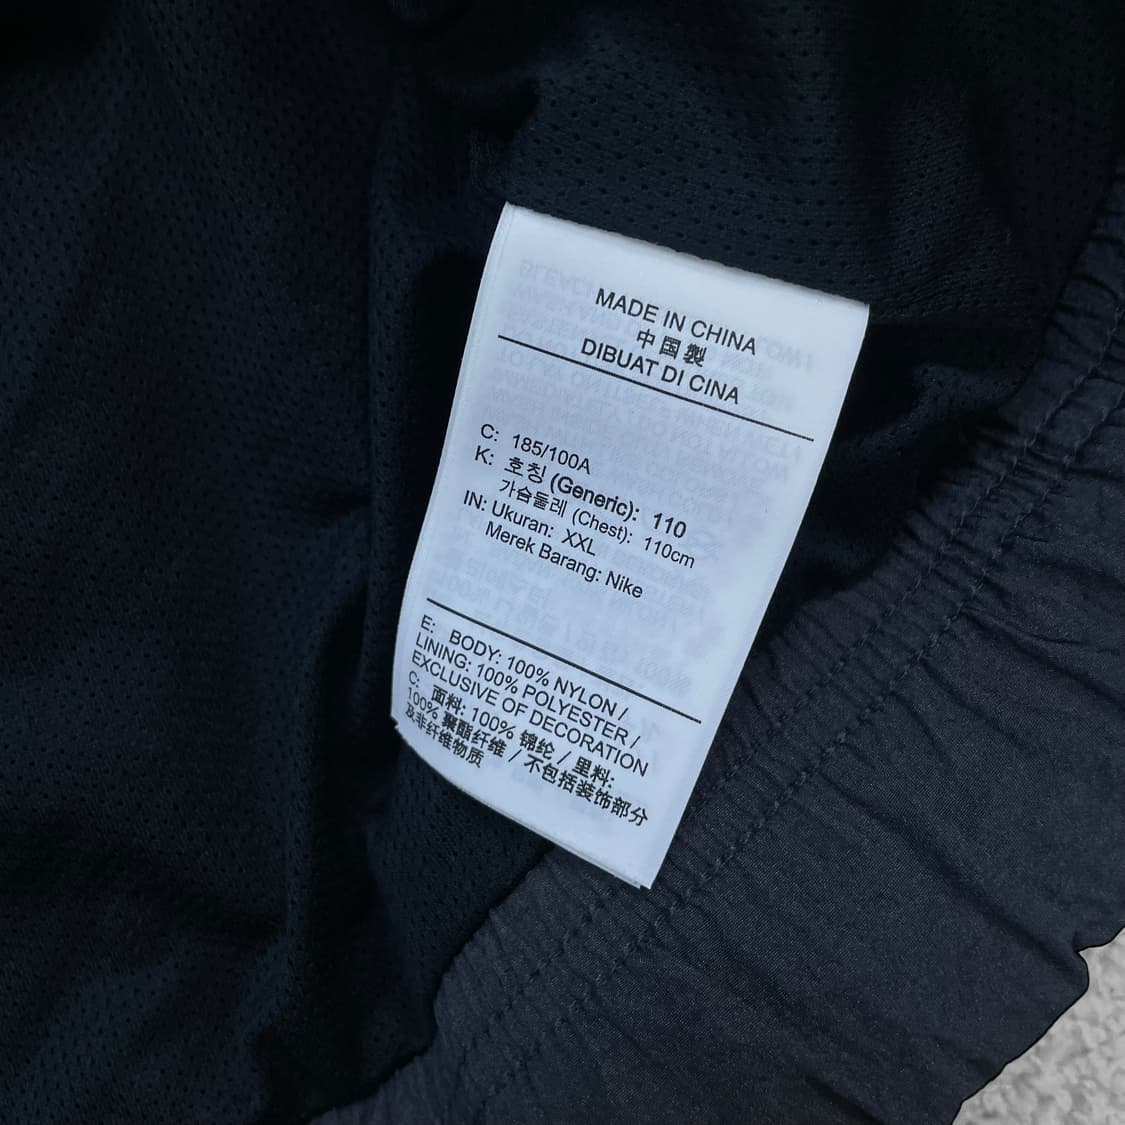 MADE IN CHINA
中国製
DIBUAT DI CINA
C: 185/100A
K: 호칭 (Generic): 110
가슴둘레 (Chest): 110cm
IN: Ukuran: XXL
Merek Barang: Nike
E: BODY: 100% NYLON /
LINING: 100% POLYESTER /
EXCLUSIVE OF DECORATION
C: 面料: 100% 锦纶 / 里料:
100% 聚酯纤维 / 不包括装饰部分
及非纤维物质